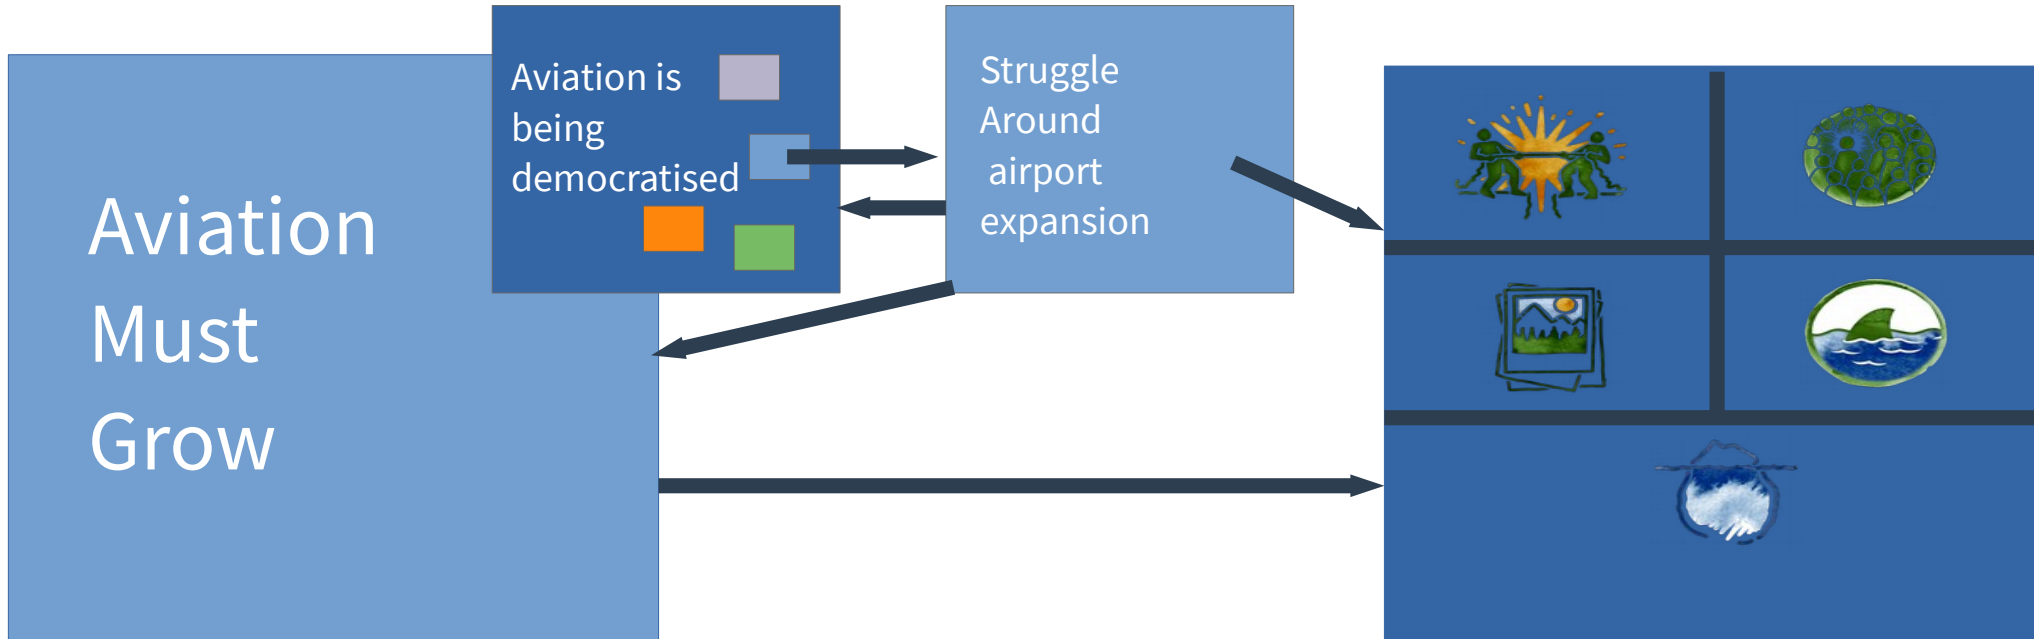 Aviation
Must
Grow
Aviation is
being
democratised
Struggle
Around
airport
expansion